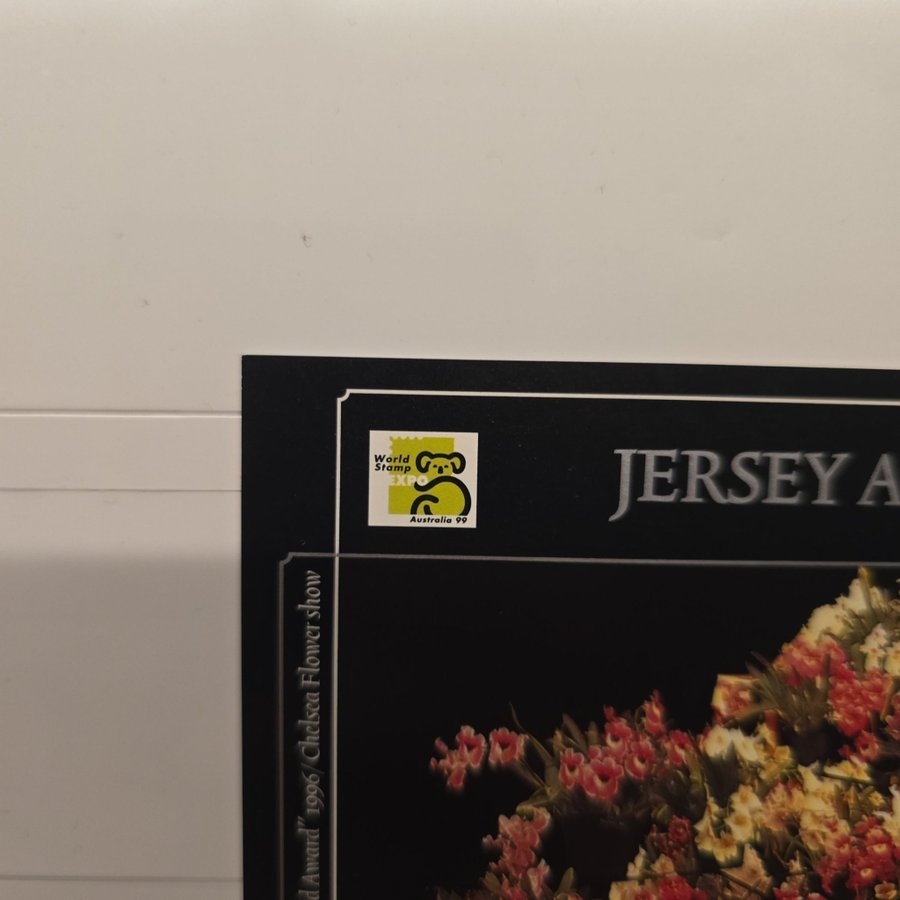 World
Stamp
EXPO
Australia 99
JERSEY A
d Award" 1996 / Chelsea Flower show